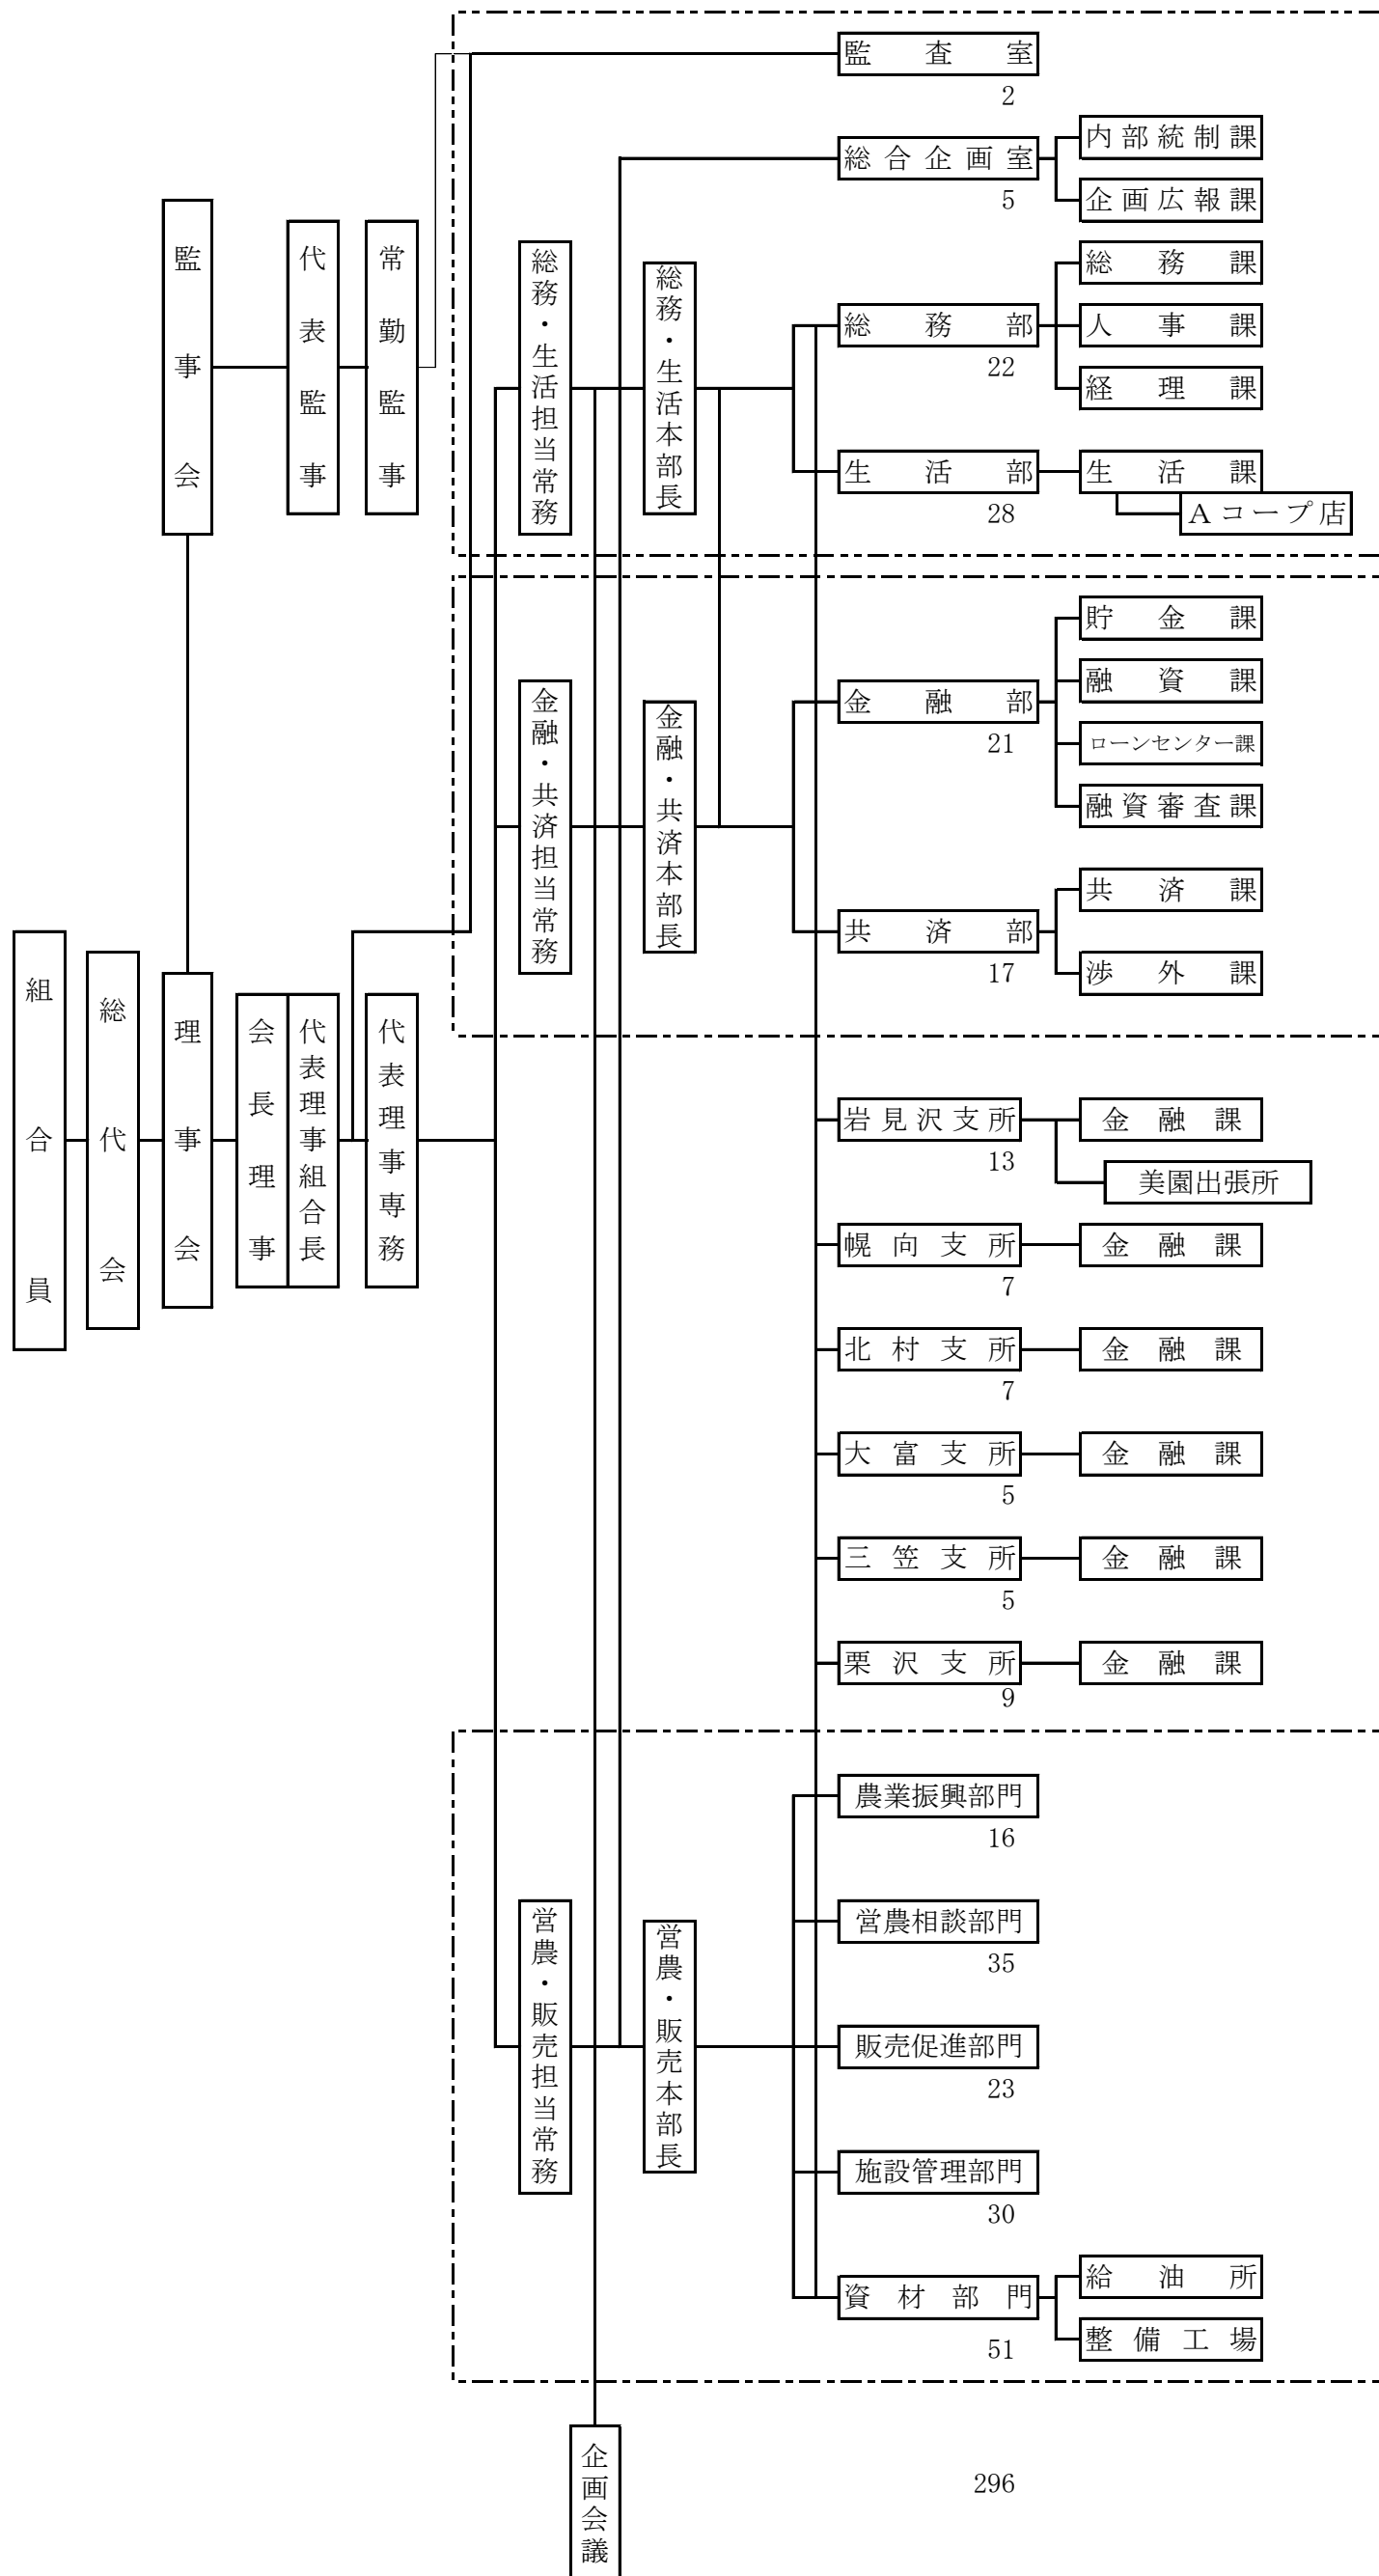 監査室
2
総合企画室
5
内部統制課
企画広報課
監事会
代表監事
常勤監事
総務・生活担当常務
総務・生活本部長
総務部
22
総務課
人事課
経理課
生活部
28
生活課
Aコープ店
金融・共済担当常務
金融・共済本部長
金融部
21
貯金課
融資課
ローンセンター課
融資審査課
共済部
17
共済課
渉外課
組合員
総代会
理事会
会長理事
代表理事組合長
代表理事専務
岩見沢支所
13
金融課
美園出張所
幌向支所
7
金融課
北村支所
7
金融課
大富支所
5
金融課
三笠支所
5
金融課
栗沢支所
9
金融課
営農・販売担当常務
営農・販売本部長
農業振興部門
16
営農相談部門
35
販売促進部門
23
施設管理部門
30
資材部門
51
給油所
整備工場
企画会議
296